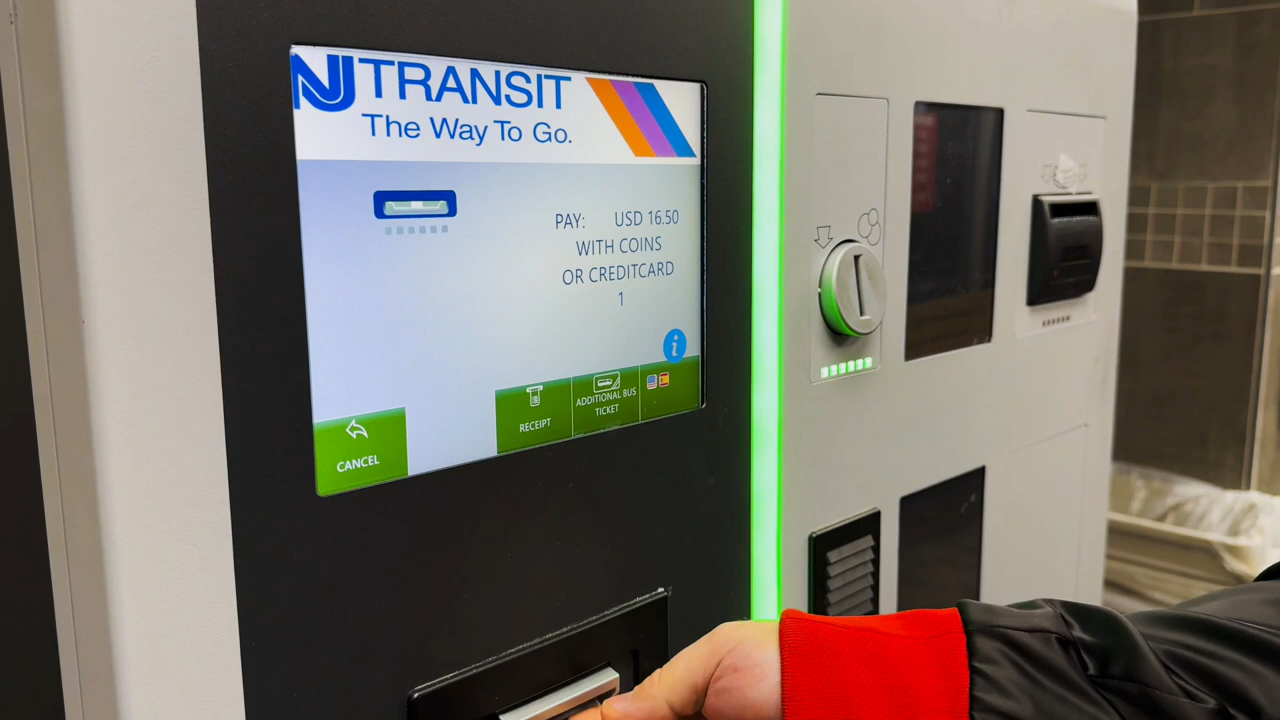 NJ TRANSIT
The Way To Go.
PAY: USD 16.50
WITH COINS
OR CREDITCARD
1
i
CANCEL
RECEIPT
ADDITIONAL BUS
TICKET